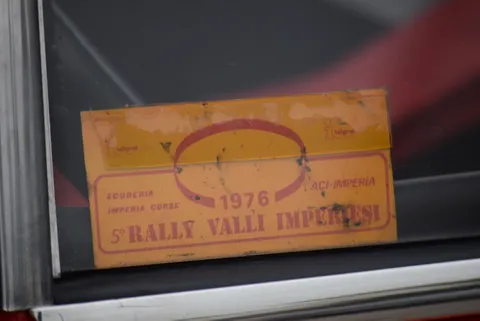 SCUDERIA
IMPERIA CORSE
ACI-IMPERIA
1976
5° RALLY VALLI IMPERIESI